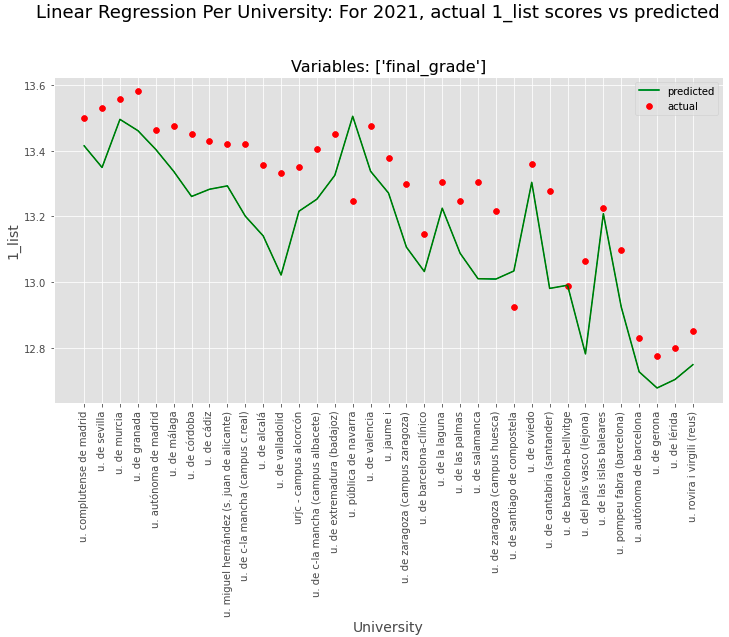 Linear Regression Per University: For 2021, actual 1_list scores vs predicted
Variables: ['final_grade']
predicted
actual
1_list
13.6
13.4
13.2
13.0
12.8
u. complutense de madrid
u. de sevilla
u. de murcia
u. de granada
u. autónoma de madrid
u. de málaga
u. de córdoba
u. de cádiz
u. miguel hernández (s. juan de alicante)
u. de c-la mancha (campus c.real)
u. de alcalá
u. de valladolid
urjc - campus alcorcón
u. de c-la mancha (campus albacete)
u. de extremadura (badajoz)
u. pública de navarra
u. de valencia
u. jaume i
u. de zaragoza (campus zaragoza)
u. de barcelona-clínico
u. de la laguna
u. de las palmas
u. de salamanca
u. de zaragoza (campus huesca)
u. de santiago de compostela
u. de oviedo
u. de cantabria (santander)
u. de barcelona-bellvitge
u. del país vasco (lejona)
u. de las islas baleares
u. pompeu fabra (barcelona)
u. autónoma de barcelona
u. de gerona
u. de lérida
u. rovira i virgili (reus)
University